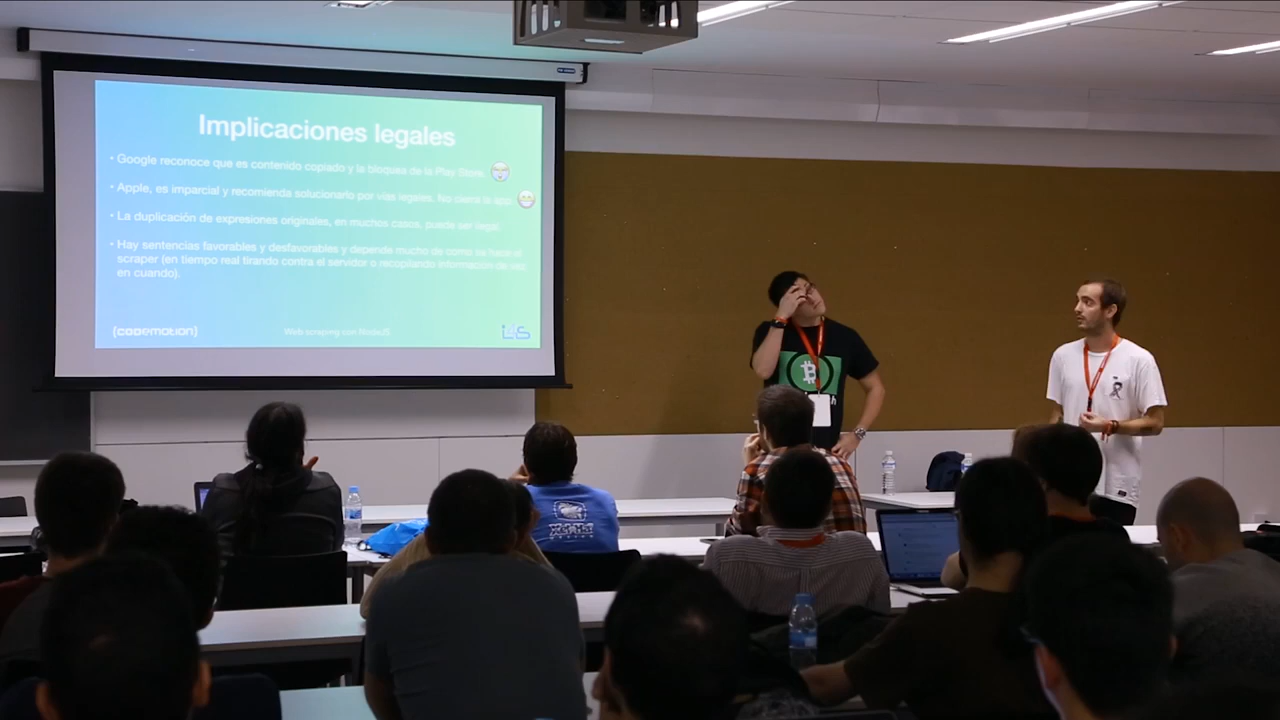 Implicaciones legales
• Google reconoce que es contenido copiado y la bloquea de la Play Store.
• Apple, es imparcial y recomienda solucionarlo por vías legales. No cierra la app.
• La duplicación de expresiones originales, en muchos casos, puede ser ilegal.
• Hay sentencias favorables y desfavorables y depende mucho de como se hace el
scraper (en tiempo real tirando contra el servidor o recopilando información de vez
en cuando).
{codemotion}
Web scraping con NodeJS